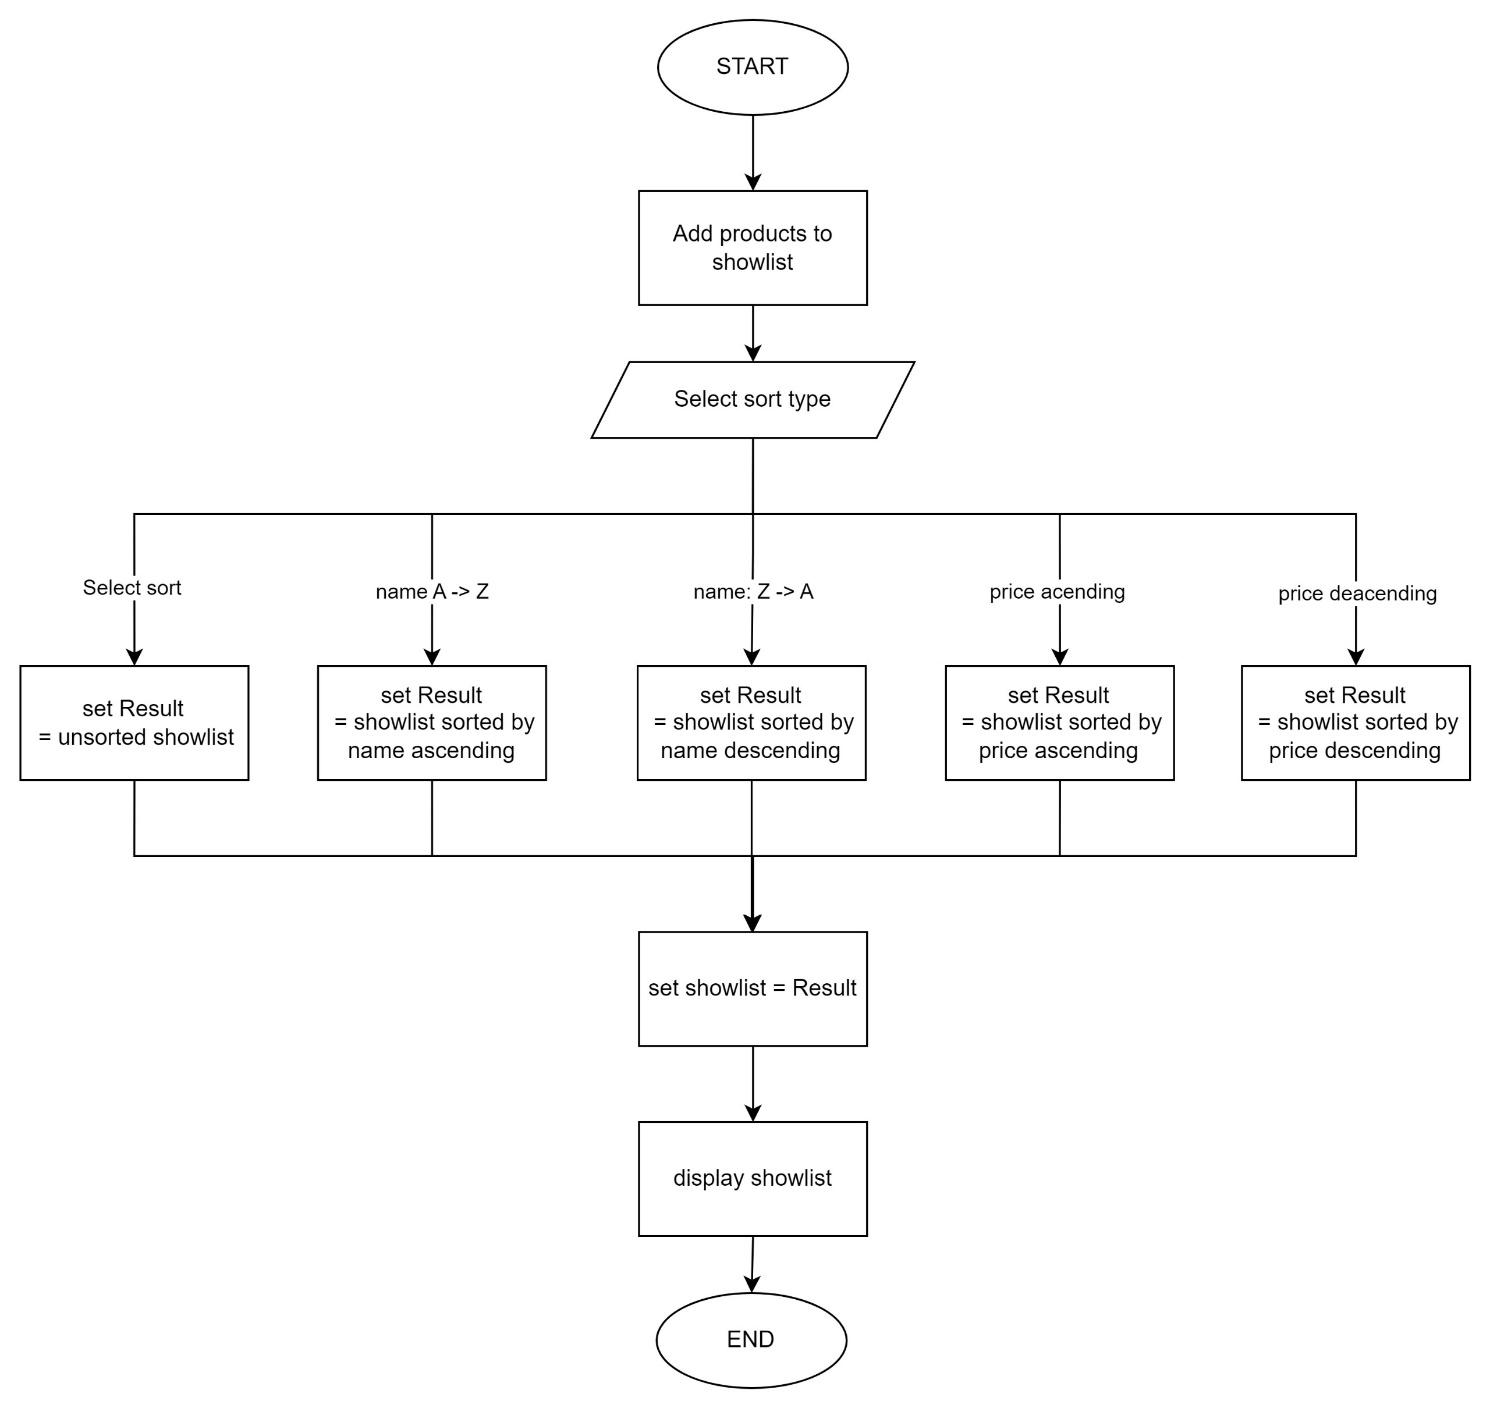 START
Add products to
showlist
Select sort type
Select sort
name A -> Z
name: Z -> A
price acending
price deacending
set Result
= unsorted showlist
set Result
= showlist sorted by
name ascending
set Result
= showlist sorted by
name descending
set Result
= showlist sorted by
price ascending
set Result
= showlist sorted by
price descending
set showlist = Result
display showlist
END